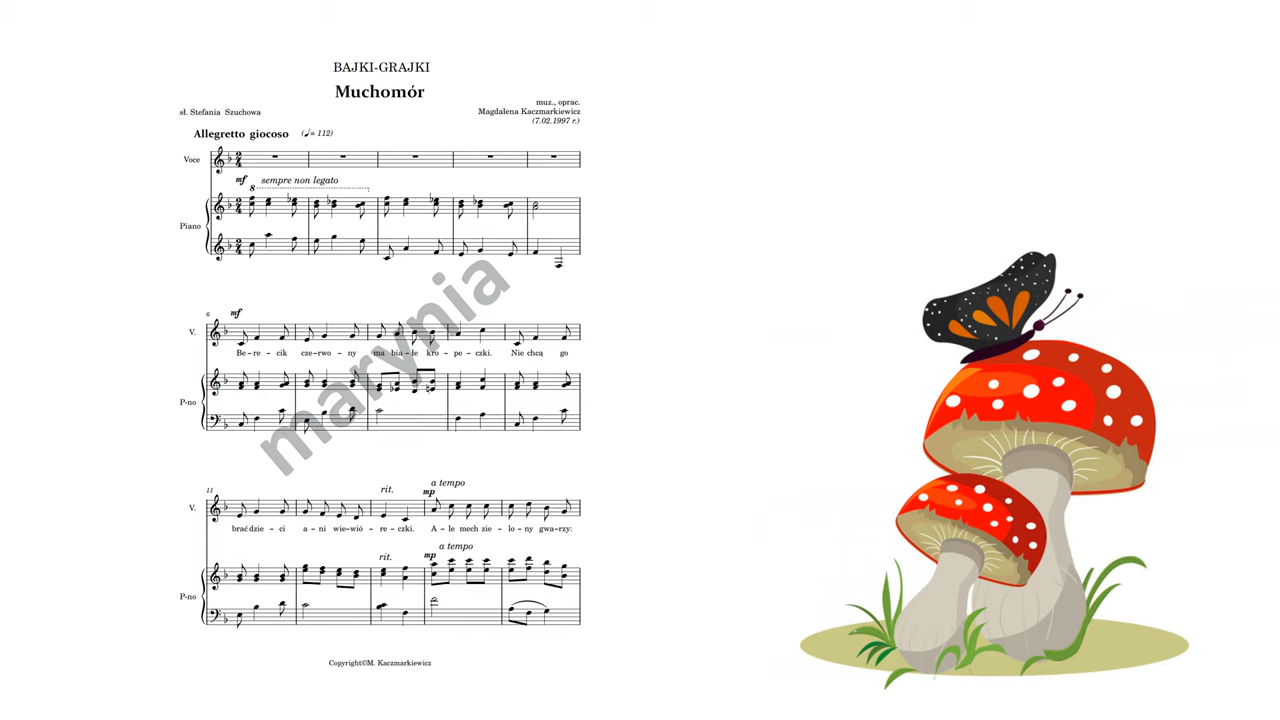 BAJKI-GRAJKI
Muchomór
sł. Stefania Szuchowa
muz., oprac.
Magdalena Kaczmarkiewicz
(7.02.1997 r.)
Allegretto giocoso (♩= 112)
Voce
mf sempre non legato
8
Piano
marynia
6
mf
V.
Be-re-cik czer-wo-ny ma bia-łe kro-pe-czki. Nie chcą go
P-no
11
rit. a tempo
mp
V.
brać dzie-ci a-ni wie-wió-re-czki. A-le mech zie-lo-ny gwa-rzy:
rit. a tempo
mp
P-no
Copyright©M. Kaczmarkiewicz